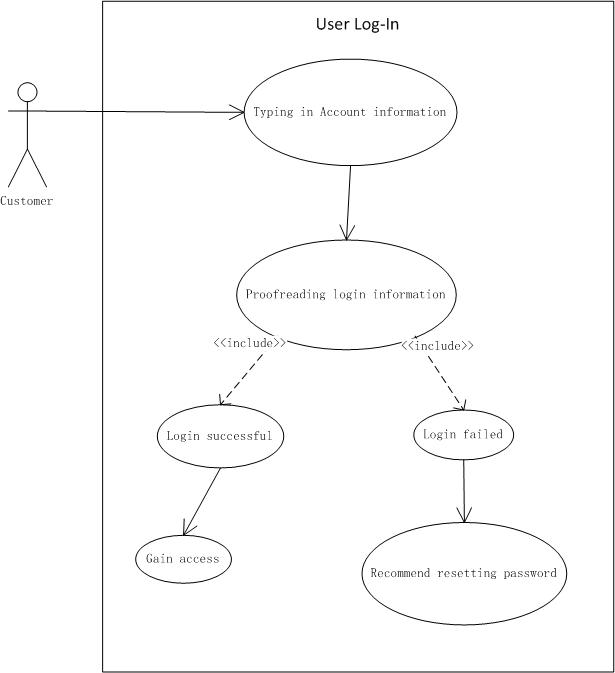 User Log-In
Typing in Account information
Customer
Proofreading login information
<<include>>
<<include>>
Login successful
Login failed
Gain access
Recommend resetting password